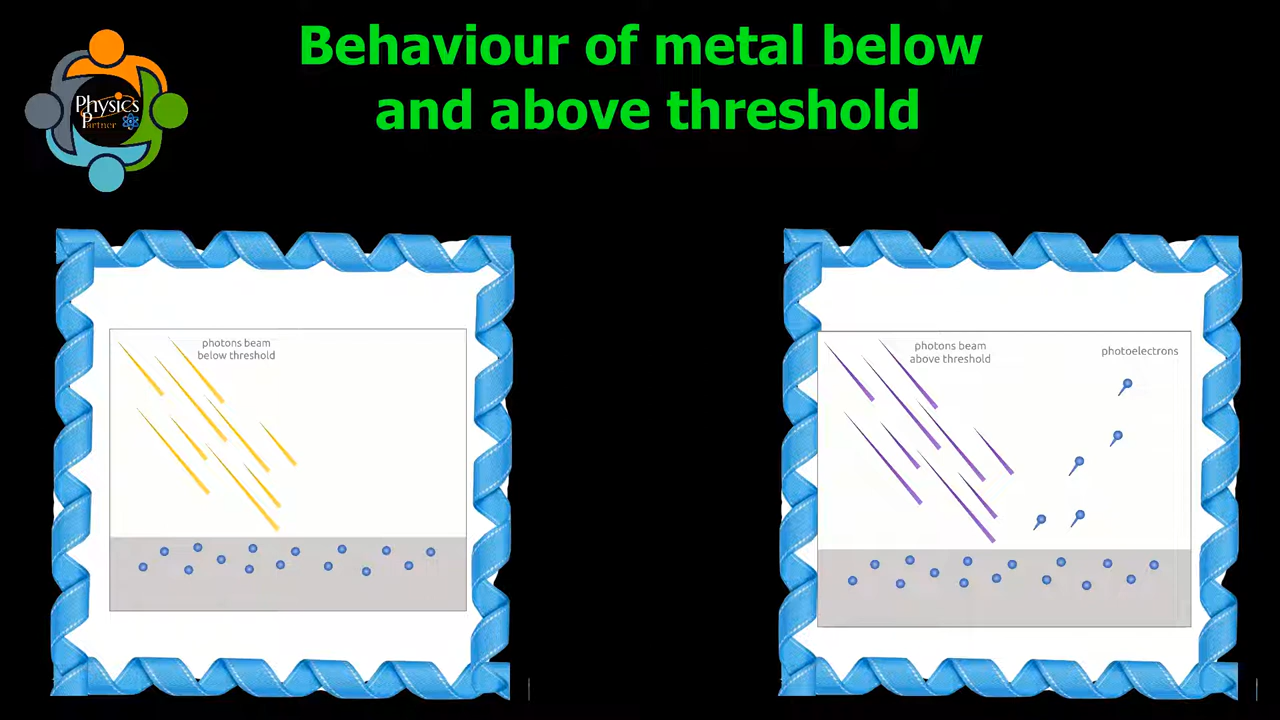 Behaviour of metal below
and above threshold
Physics
Partner
photons beam
below threshold
photons beam
above threshold
photoelectrons